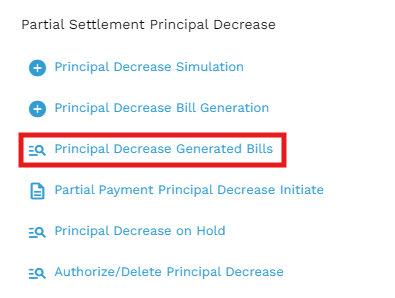 Partial Settlement Principal Decrease
Principal Decrease Simulation
Principal Decrease Bill Generation
Principal Decrease Generated Bills
Partial Payment Principal Decrease Initiate
Principal Decrease on Hold
Authorize/Delete Principal Decrease